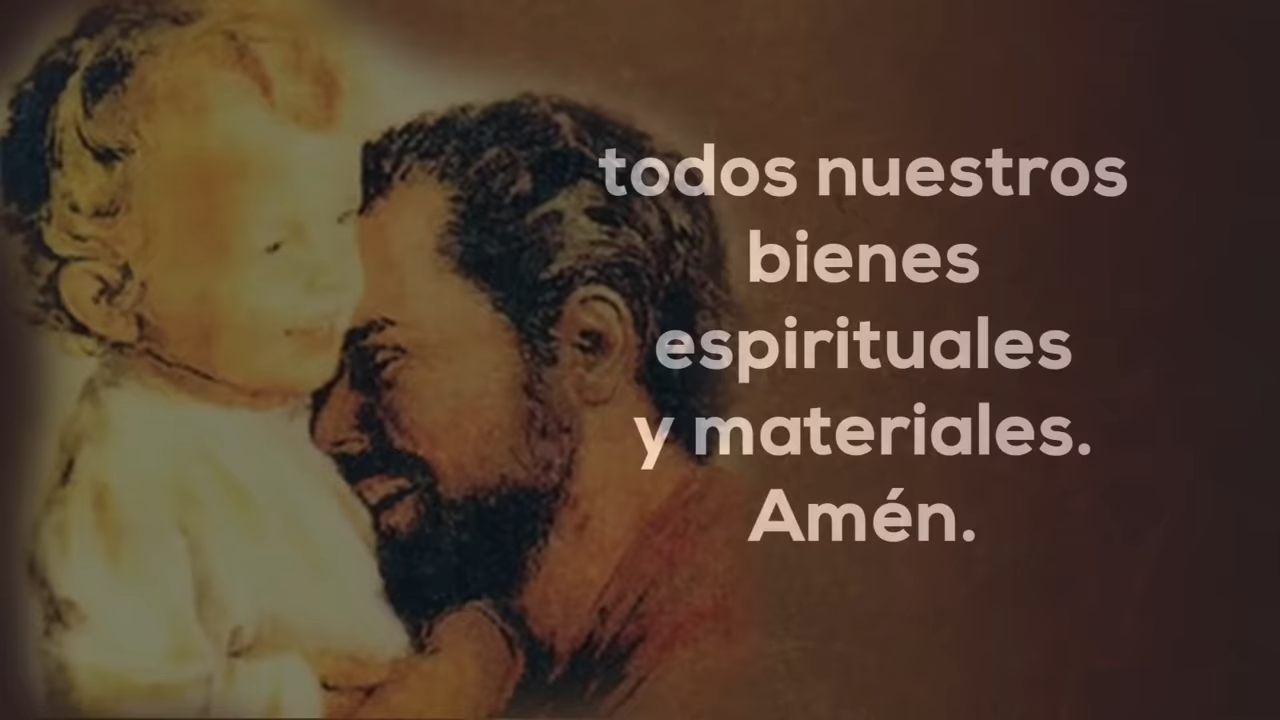 todos nuestros
bienes
espirituales
y materiales.
Amén.